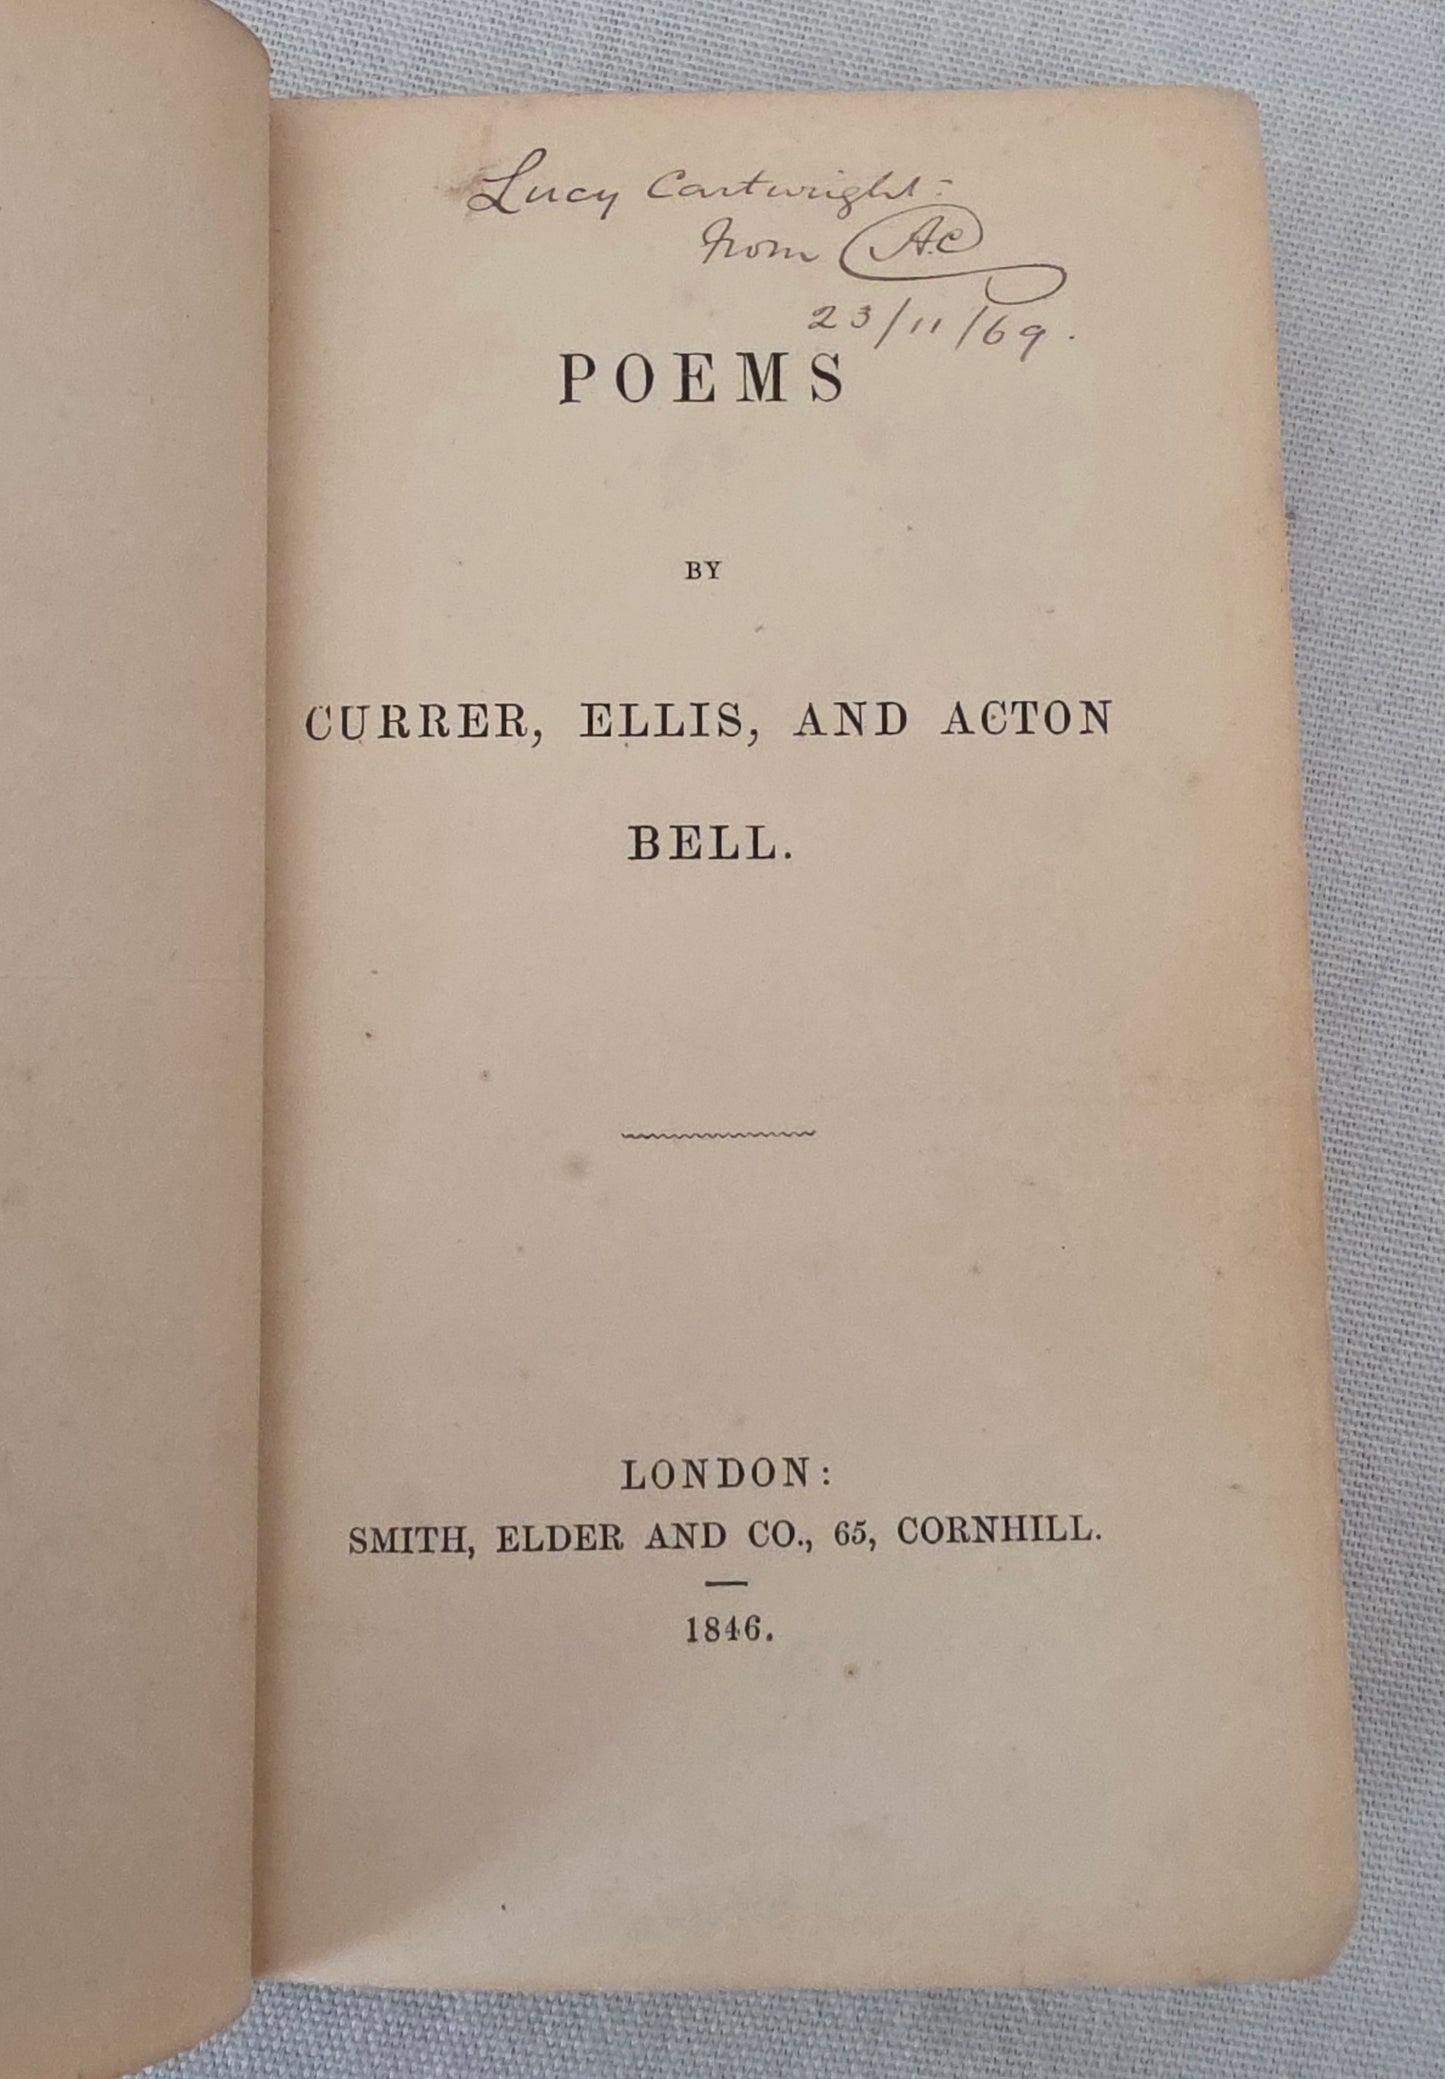 Lucy Cartwright:
from A.C
23/11/69.
POEMS
BY
CURRER, ELLIS, AND ACTON
BELL.
LONDON:
SMITH, ELDER AND CO., 65, CORNHILL.
1846.